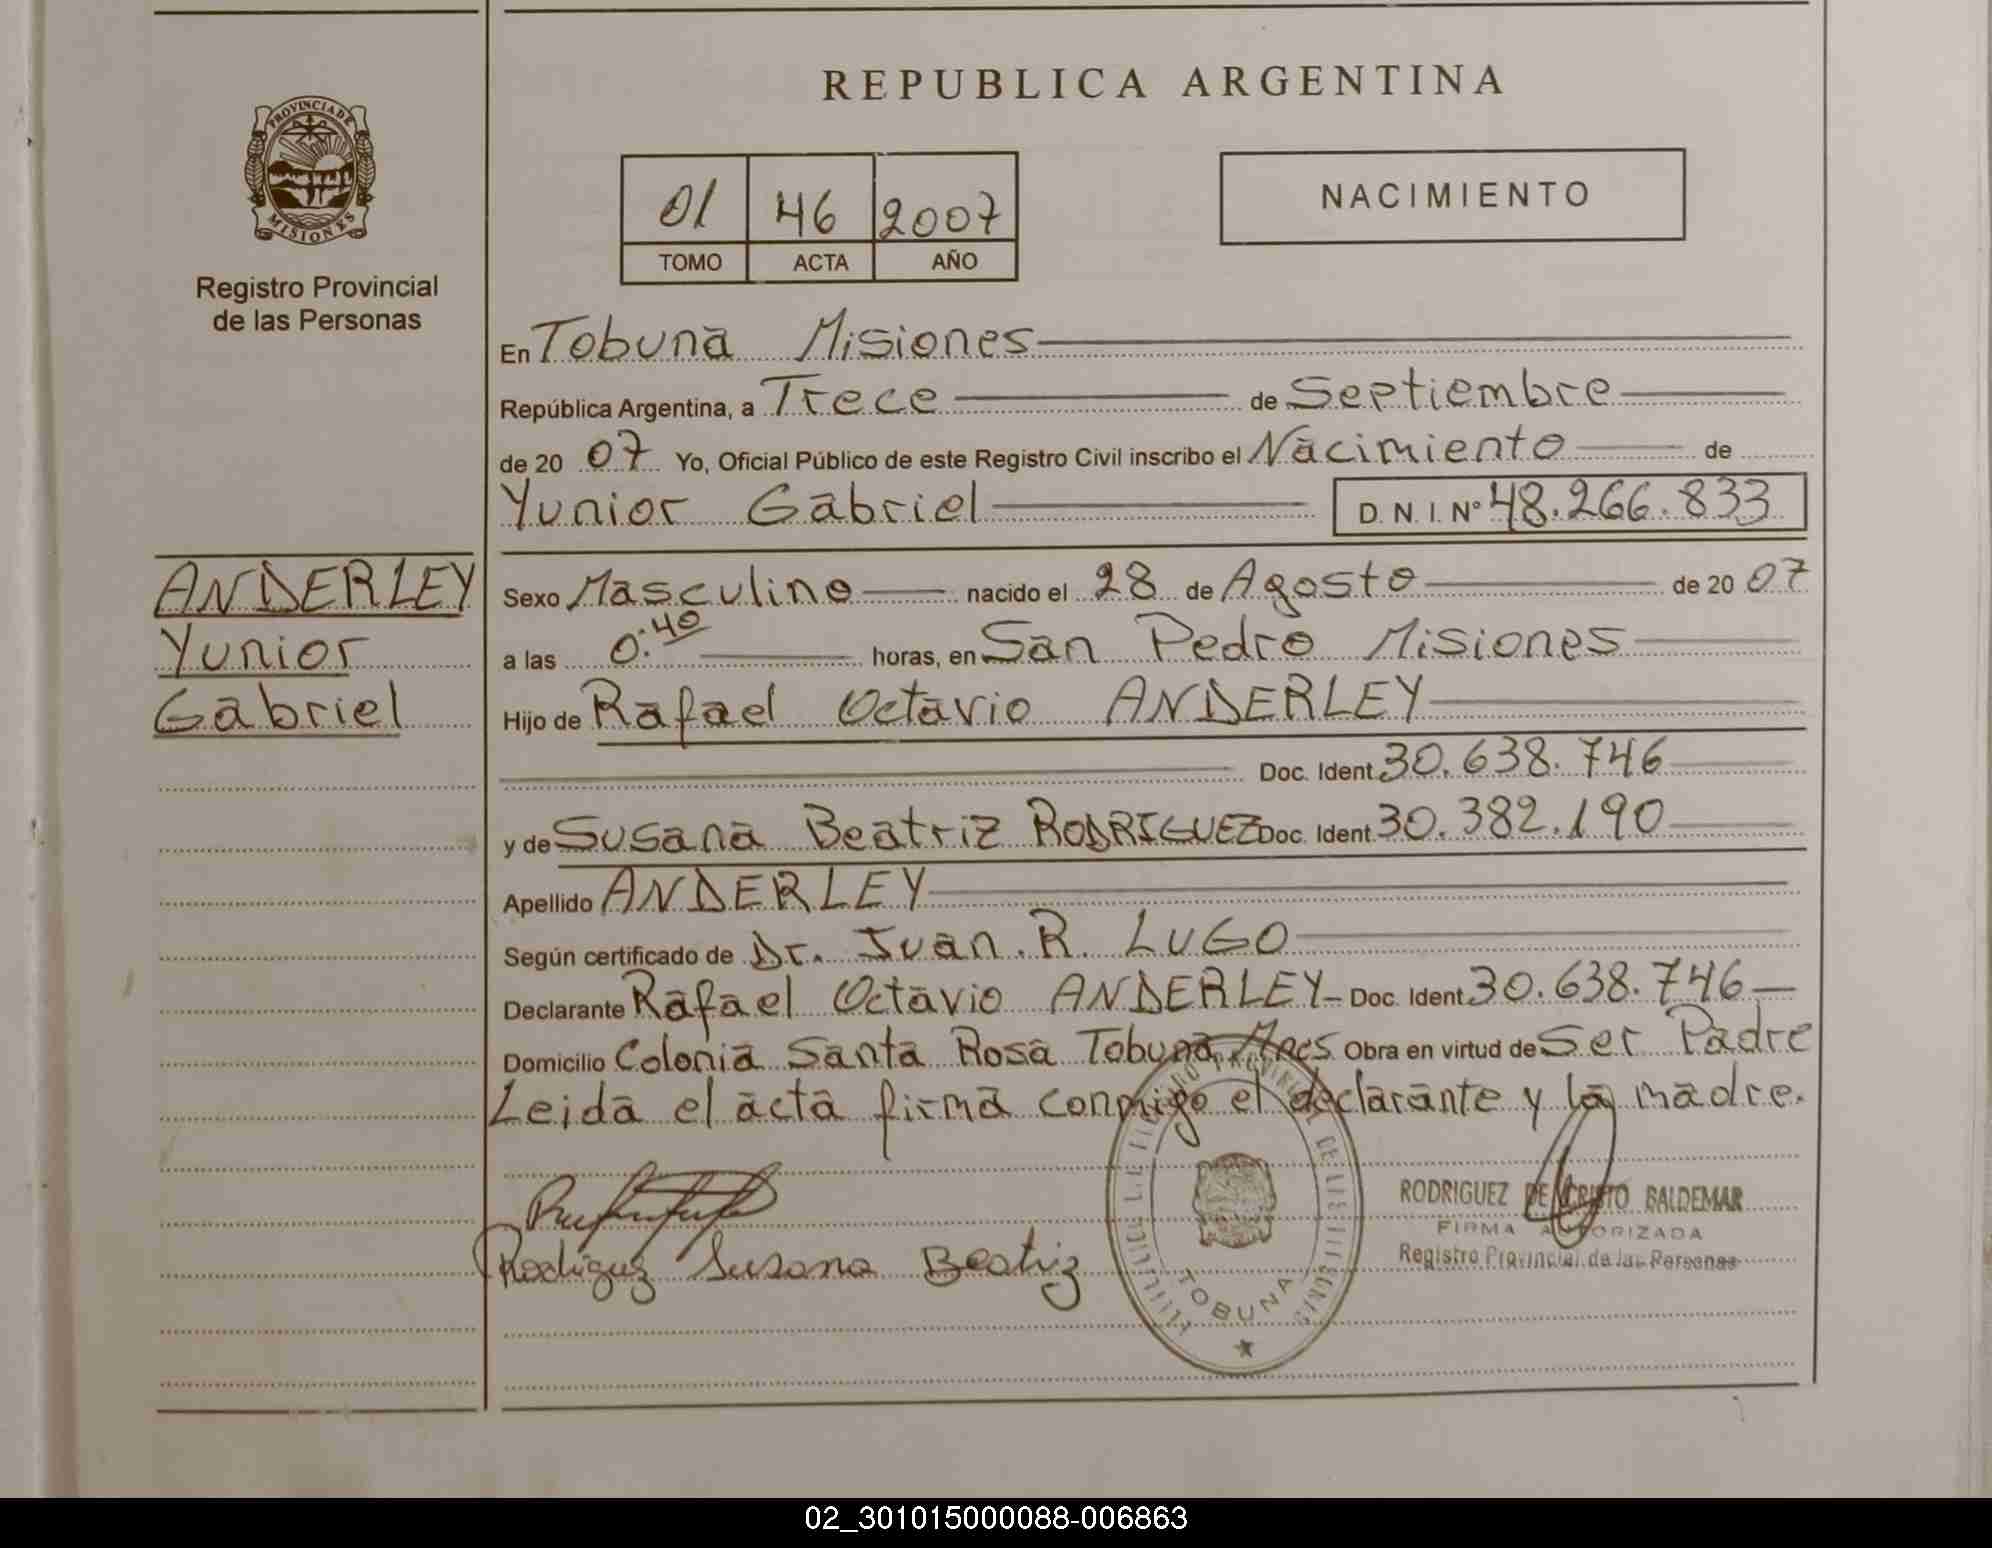 REPUBLICA ARGENTINA
PROVINCIA DE MISIONES
Registro Provincial
de las Personas
01 46 2007
TOMO ACTA AÑO
NACIMIENTO
En Tobuna Misiones
República Argentina, a Trece de Septiembre
de 20 07 Yo, Oficial Público de este Registro Civil inscribo el Nacimiento de
Yunior Gabriel D. N. I. Nº 48.266.833
ANDERLEY
Yunior
Gabriel
Sexo Masculino nacido el 28 de Agosto de 20 07
a las 0:40 horas, en San Pedro Misiones
Hijo de Rafael Octavio ANDERLEY
Doc. Ident. 30.638.746
y de Susana Beatriz RODRIGUEZ Doc. Ident. 30.382.190
Apellido ANDERLEY
Según certificado de Dr. Juan.R. LUGO
Declarante Rafael Octavio ANDERLEY Doc. Ident. 30.638.746
Domicilio Colonia Santa Rosa Tobuna Mnes Obra en virtud de Ser Padre
Leida el acta firma conmigo el declarante y la madre.
Rodriguez Susana Beatriz
TOBUNA
RODRIGUEZ DE CRISTO BALDEMAR
FIRMA AUTORIZADA
Registro Provincial de las Personas
02_301015000088-006863